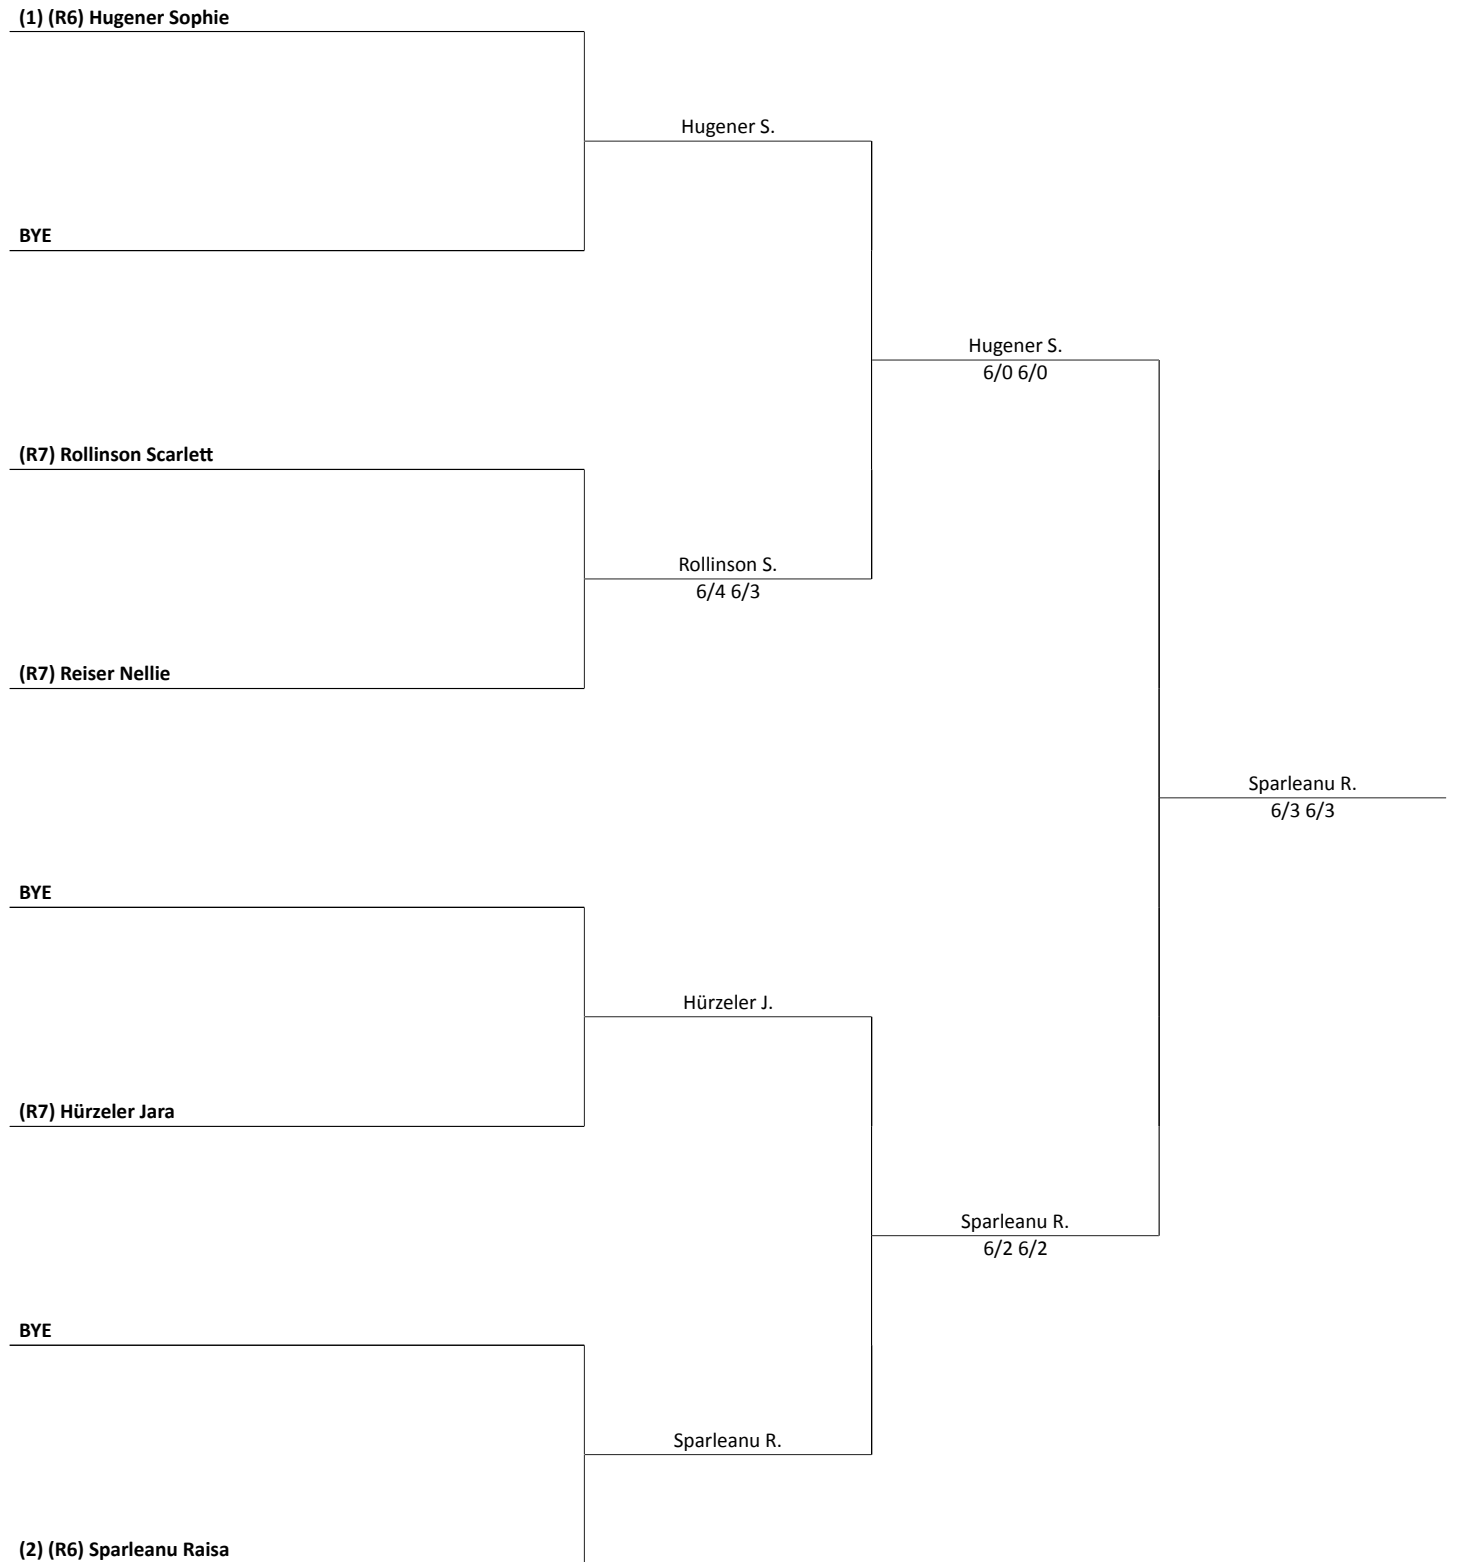 (1) (R6) Hugener Sophie
Hugener S.
BYE
Hugener S.
6/0 6/0
(R7) Rollinson Scarlett
Rollinson S.
6/4 6/3
(R7) Reiser Nellie
Sparleanu R.
6/3 6/3
BYE
Hürzeler J.
(R7) Hürzeler Jara
Sparleanu R.
6/2 6/2
BYE
Sparleanu R.
(2) (R6) Sparleanu Raisa